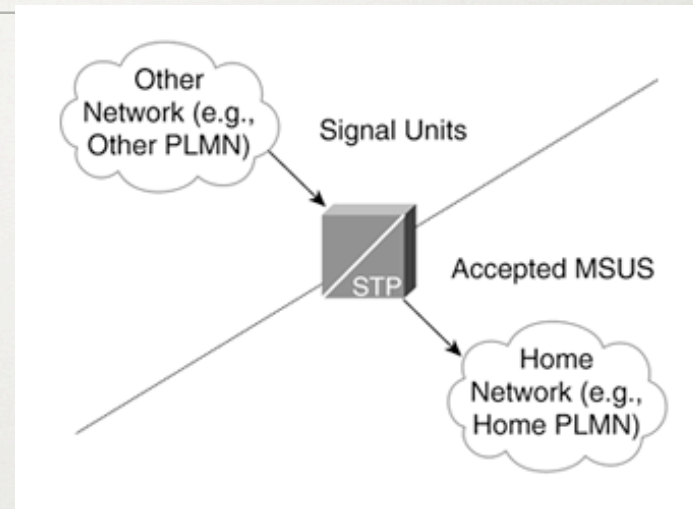 Other
Network (e.g.,
Other PLMN)
Signal Units
STP
Accepted MSUS
Home
Network (e.g.,
Home PLMN)